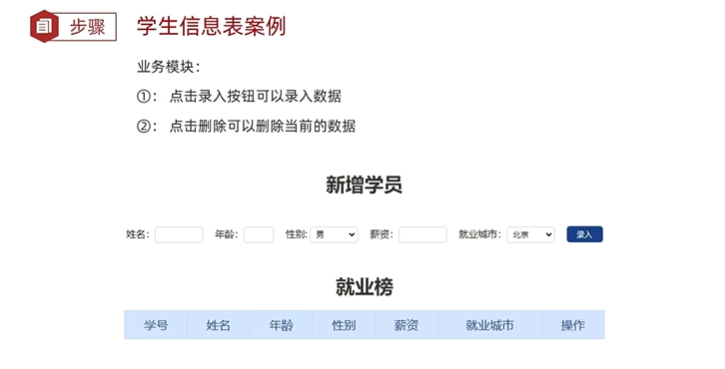 步骤 学生信息表案例
业务模块：
①： 点击录入按钮可以录入数据
②： 点击删除可以删除当前的数据
新增学员
姓名： 年龄： 性别： 男 薪资： 就业城市： 北京 录入
就业榜
学号 姓名 年龄 性别 薪资 就业城市 操作